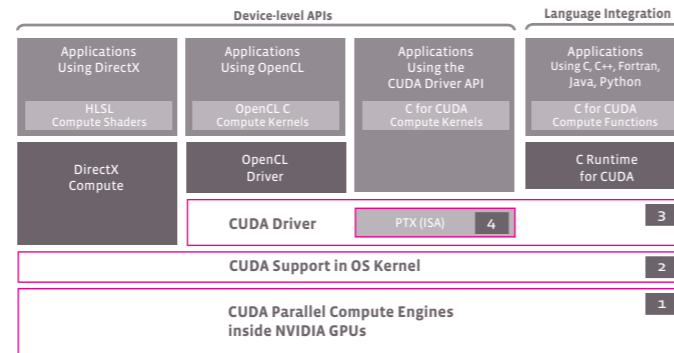 Device-level APIs
Language Integration
Applications
Using DirectX
HLSL
Compute Shaders
Applications
Using OpenCL
OpenCL C
Compute Kernels
Applications
Using the
CUDA Driver API
C for CUDA
Compute Kernels
Applications
Using C, C++, Fortran,
Java, Python
C for CUDA
Compute Functions
DirectX
Compute
OpenCL
Driver
C Runtime
for CUDA
CUDA Driver
PTX (ISA)
4
3
CUDA Support in OS Kernel
2
CUDA Parallel Compute Engines
inside NVIDIA GPUs
1